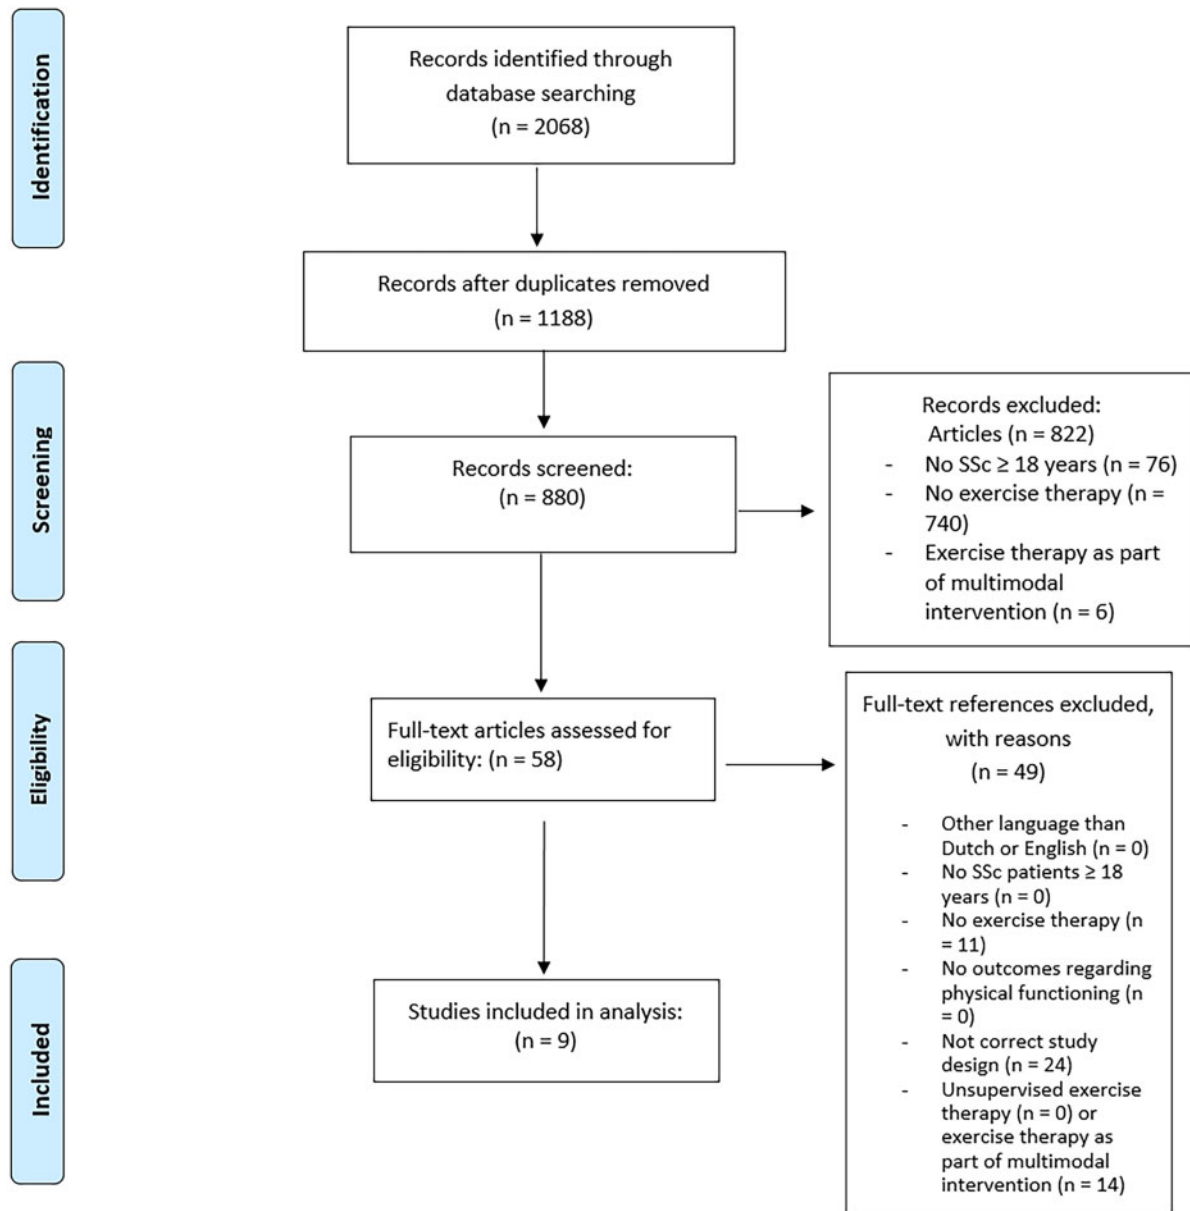 Identification
Records identified through
database searching
(n = 2068)
Records after duplicates removed
(n = 1188)
Screening
Records screened:
(n = 880)
Records excluded:
Articles (n = 822)
- No SSc ≥ 18 years (n = 76)
- No exercise therapy (n =
740)
- Exercise therapy as part
of multimodal
intervention (n = 6)
Eligibility
Full-text articles assessed for
eligibility: (n = 58)
Full-text references excluded,
with reasons
(n = 49)
- Other language than
Dutch or English (n = 0)
- No SSc patients ≥ 18
years (n = 0)
- No exercise therapy (n
= 11)
- No outcomes regarding
physical functioning (n
= 0)
- Not correct study
design (n = 24)
- Unsupervised exercise
therapy (n = 0) or
exercise therapy as
part of multimodal
intervention (n = 14)
Included
Studies included in analysis:
(n = 9)